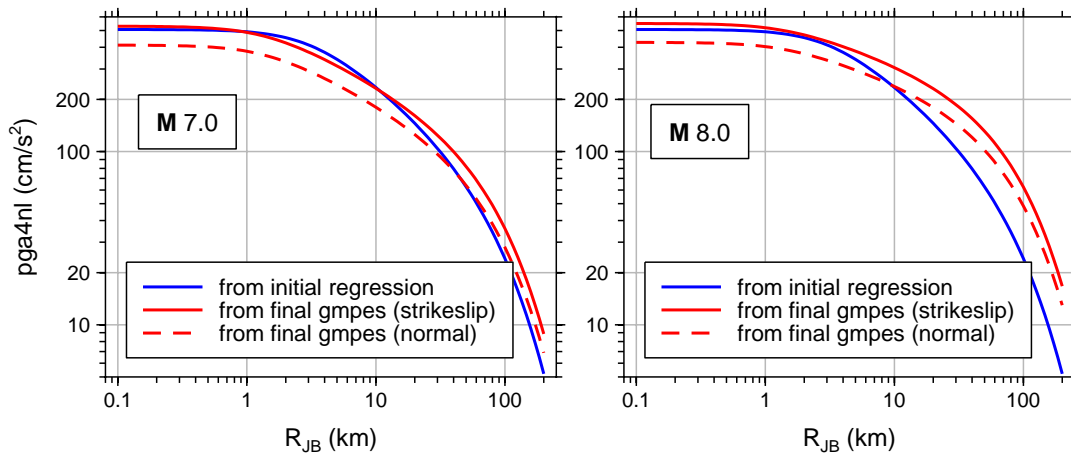 pga4nl (cm/s²)
200
100
20
10
M 7.0
from initial regression
from final gmpes (strikeslip)
from final gmpes (normal)
0.1 1 10 100
R_JB (km)
200
100
20
10
M 8.0
from initial regression
from final gmpes (strikeslip)
from final gmpes (normal)
0.1 1 10 100
R_JB (km)